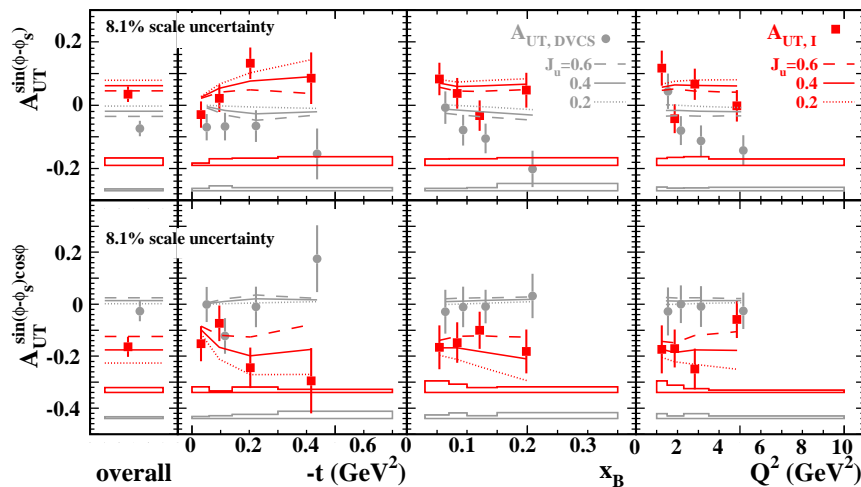 8.1% scale uncertainty
A_UT, DVCS
A_UT, I
J_u=0.6
0.4
0.2
J_u=0.6
0.4
0.2
A_UT^sin(ϕ-ϕ_S)
0.2
0
-0.2
8.1% scale uncertainty
A_UT^sin(ϕ-ϕ_S)cosϕ
0.2
0
-0.2
-0.4
0 0.2 0.4 0.6
0 0.1 0.2 0.3
2 4 6 8 10
overall
-t (GeV²)
x_B
Q² (GeV²)